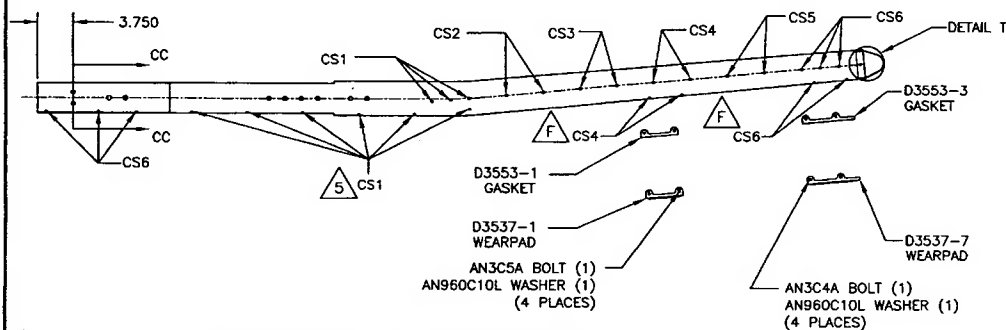 3.750
CC
CC
CS6
CS1
5
CS1
CS2
CS3
CS4
CS5
CS6
DETAIL T
F
CS4
F
CS6
D3553-1
GASKET
D3553-3
GASKET
D3537-1
WEARPAD
D3537-7
WEARPAD
AN3C5A BOLT (1)
AN960C10L WASHER (1)
(4 PLACES)
AN3C4A BOLT (1)
AN960C10L WASHER (1)
(4 PLACES)